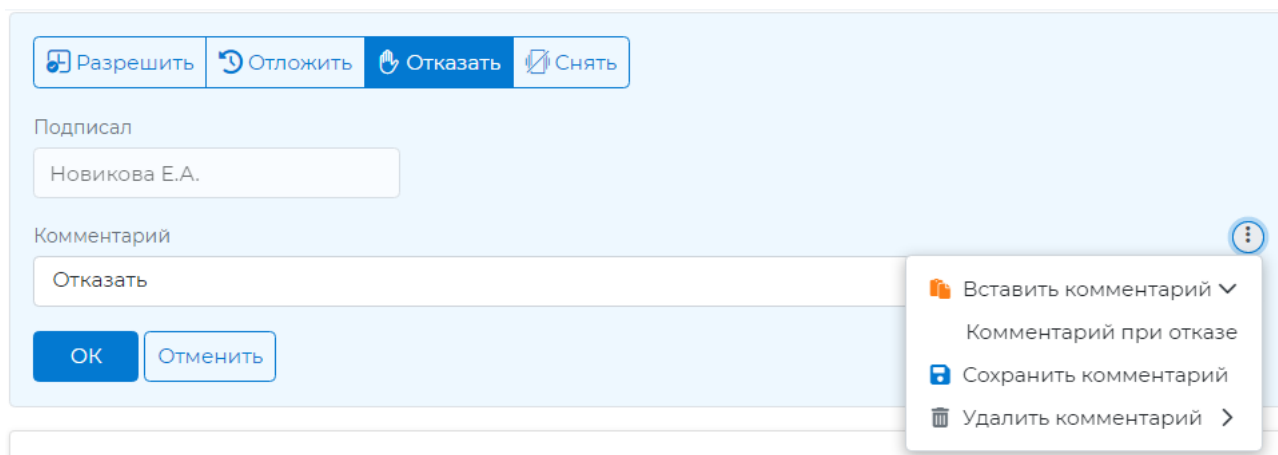 Разрешить Отложить Отказать Снять
Подписал
Новикова Е.А.
Комментарий
Отказать
Вставить комментарий
Комментарий при отказе
Сохранить комментарий
Удалить комментарий
ОК Отменить